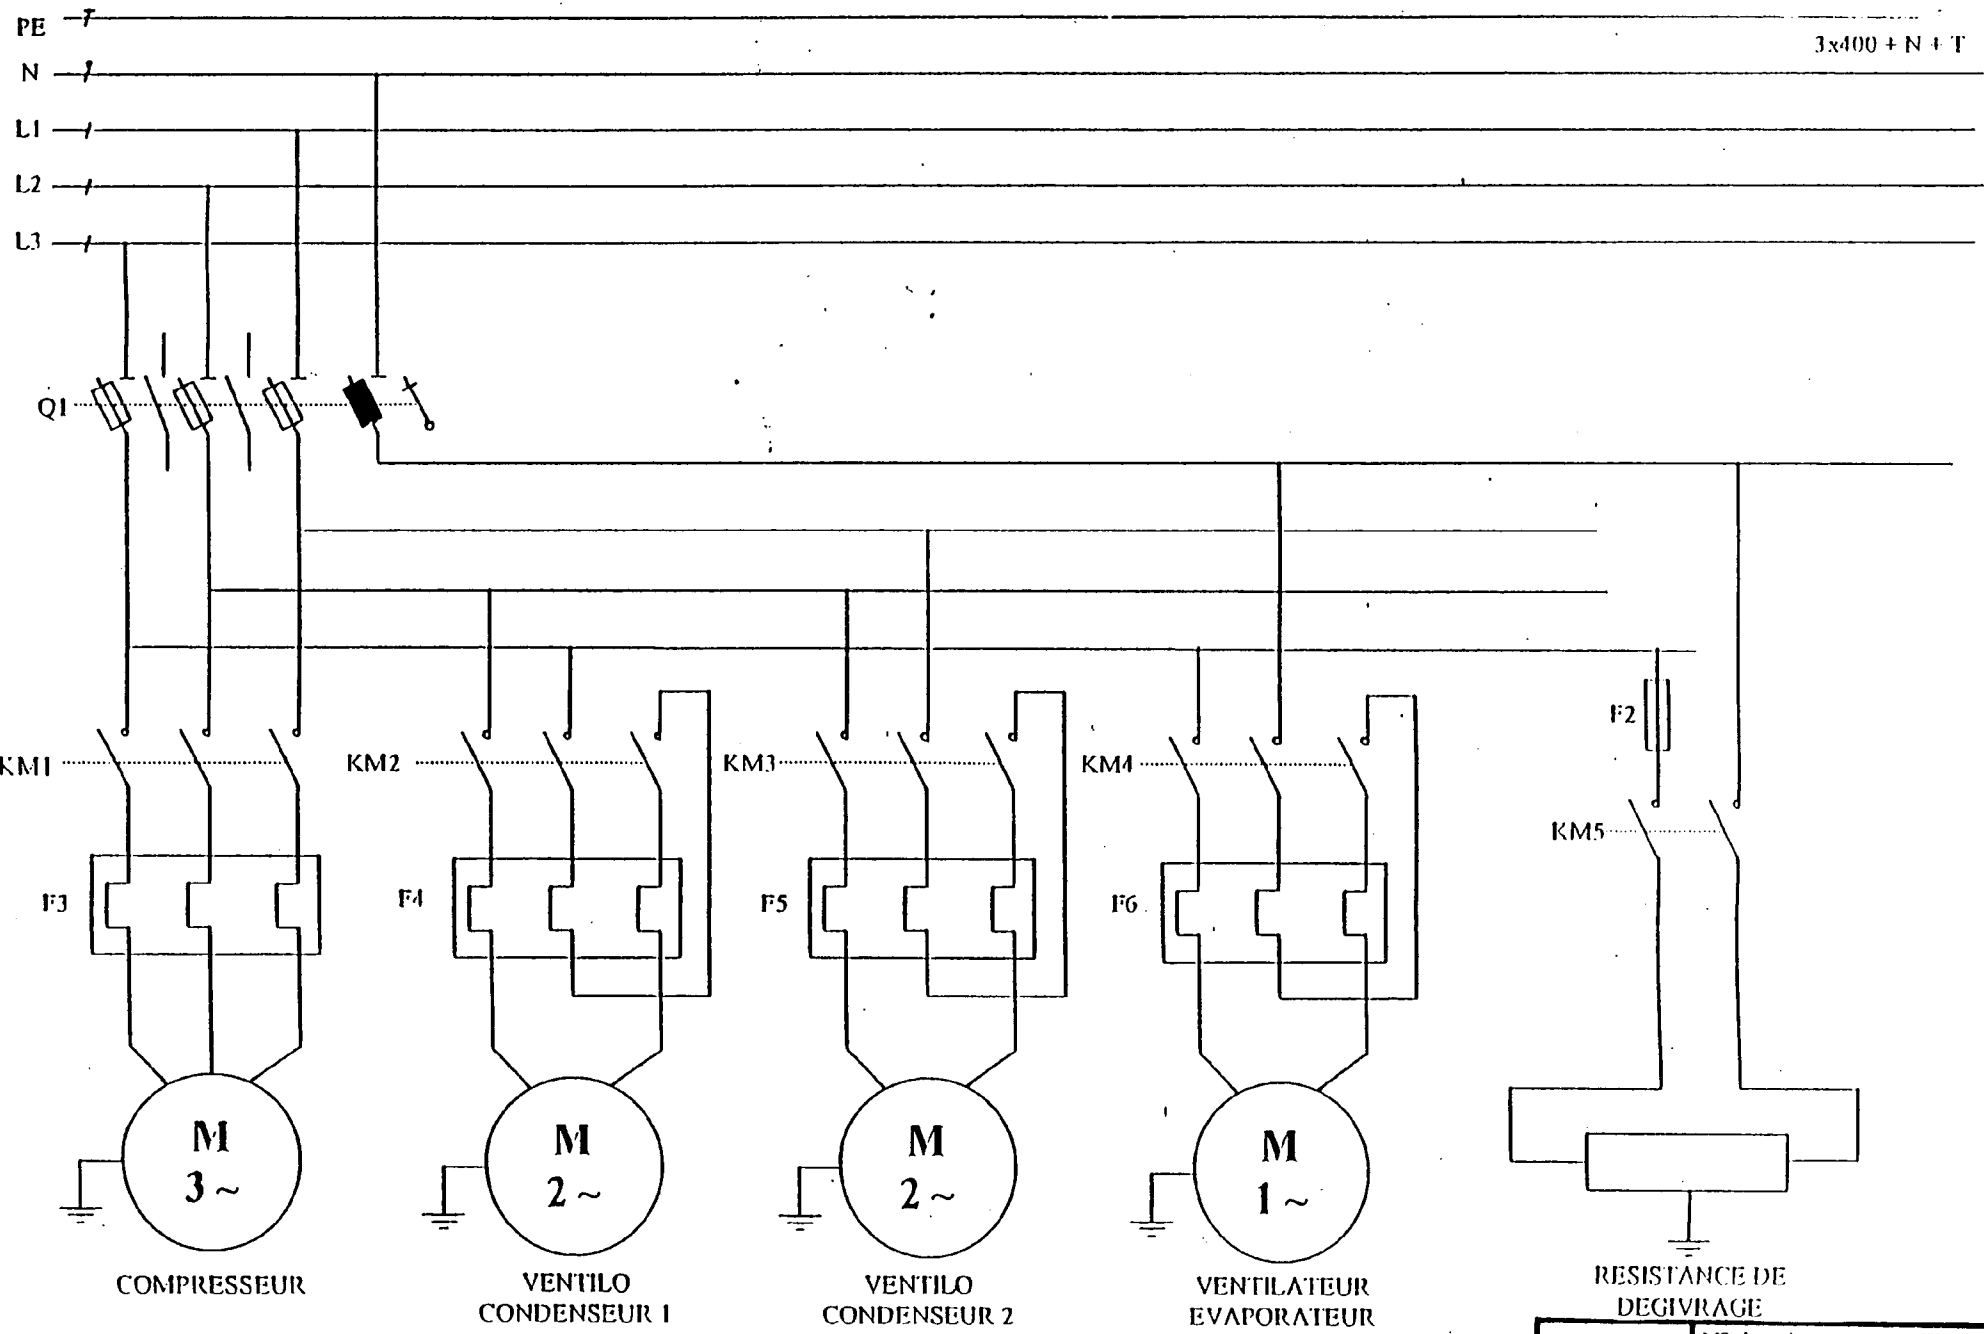 PE
3x400 + N + T
N
L1
L2
L3
Q1
F2
KM1
KM2
KM3
KM4
KM5
F3
F4
F5
F6
M
3 ~
M
2 ~
M
2 ~
M
1 ~
COMPRESSEUR
VENTILO
CONDENSEUR 1
VENTILO
CONDENSEUR 2
VENTILATEUR
EVAPORATEUR
RESISTANCE DE
DEGIVRAGE